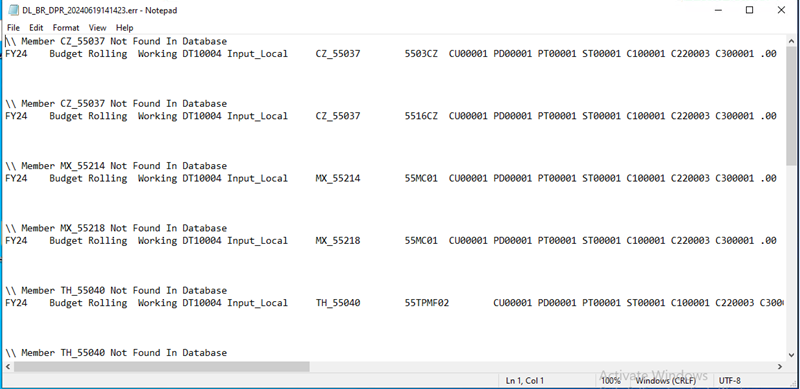 DL_BR_DPR_20240619141423.err - Notepad
File Edit Format View Help
\\ Member CZ_55037 Not Found In Database
FY24 Budget Rolling Working DT10004 Input_Local CZ_55037 5503CZ CU00001 PD00001 PT00001 ST00001 C100001 C220003 C300001 .00
\\ Member CZ_55037 Not Found In Database
FY24 Budget Rolling Working DT10004 Input_Local CZ_55037 5516CZ CU00001 PD00001 PT00001 ST00001 C100001 C220003 C300001 .00
\\ Member MX_55214 Not Found In Database
FY24 Budget Rolling Working DT10004 Input_Local MX_55214 55MC01 CU00001 PD00001 PT00001 ST00001 C100001 C220003 C300001 .00
\\ Member MX_55218 Not Found In Database
FY24 Budget Rolling Working DT10004 Input_Local MX_55218 55MC01 CU00001 PD00001 PT00001 ST00001 C100001 C220003 C300001 .00
\\ Member TH_55040 Not Found In Database
FY24 Budget Rolling Working DT10004 Input_Local TH_55040 55TPMF02 CU00001 PD00001 PT00001 ST00001 C100001 C220003 C300
\\ Member TH_55040 Not Found In Database
Activate Windows
Ln 1, Col 1 100% Windows (CRLF) UTF-8